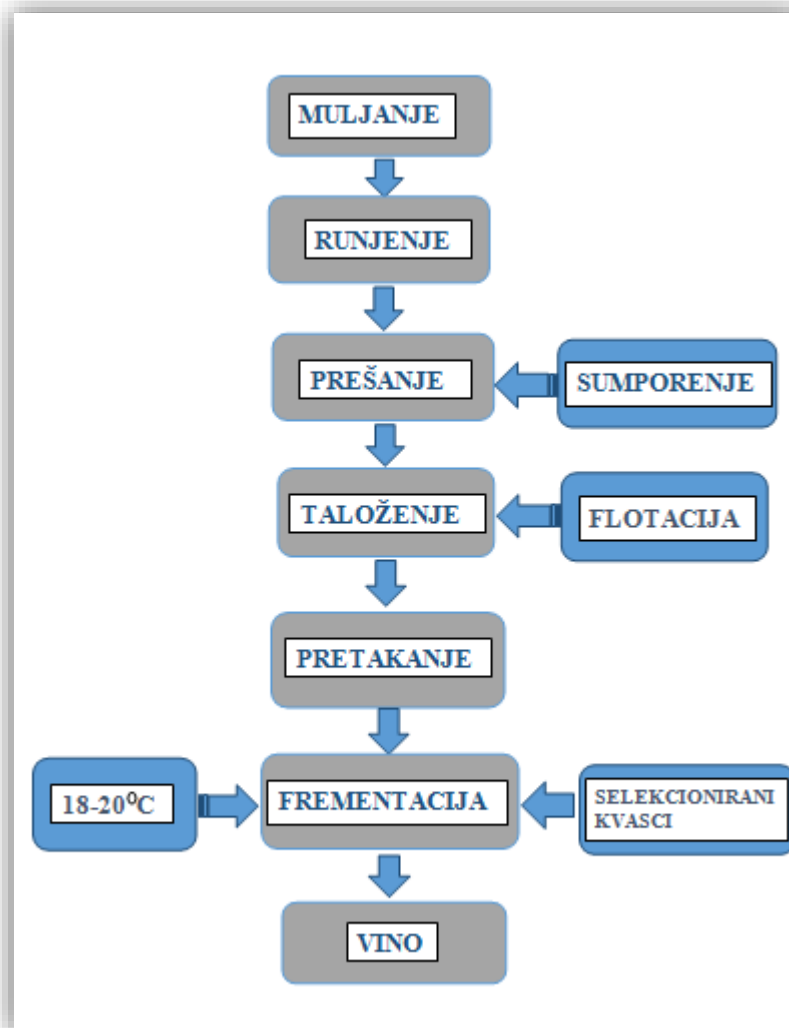 MULJANJE
RUNJENJE
PREŠANJE
SUMPORENJE
TALOŽENJE
FLOTACIJA
PRETAKANJE
18-20⁰C
FREMENTACIJA
SELEKCIONIRANI
KVASCI
VINO